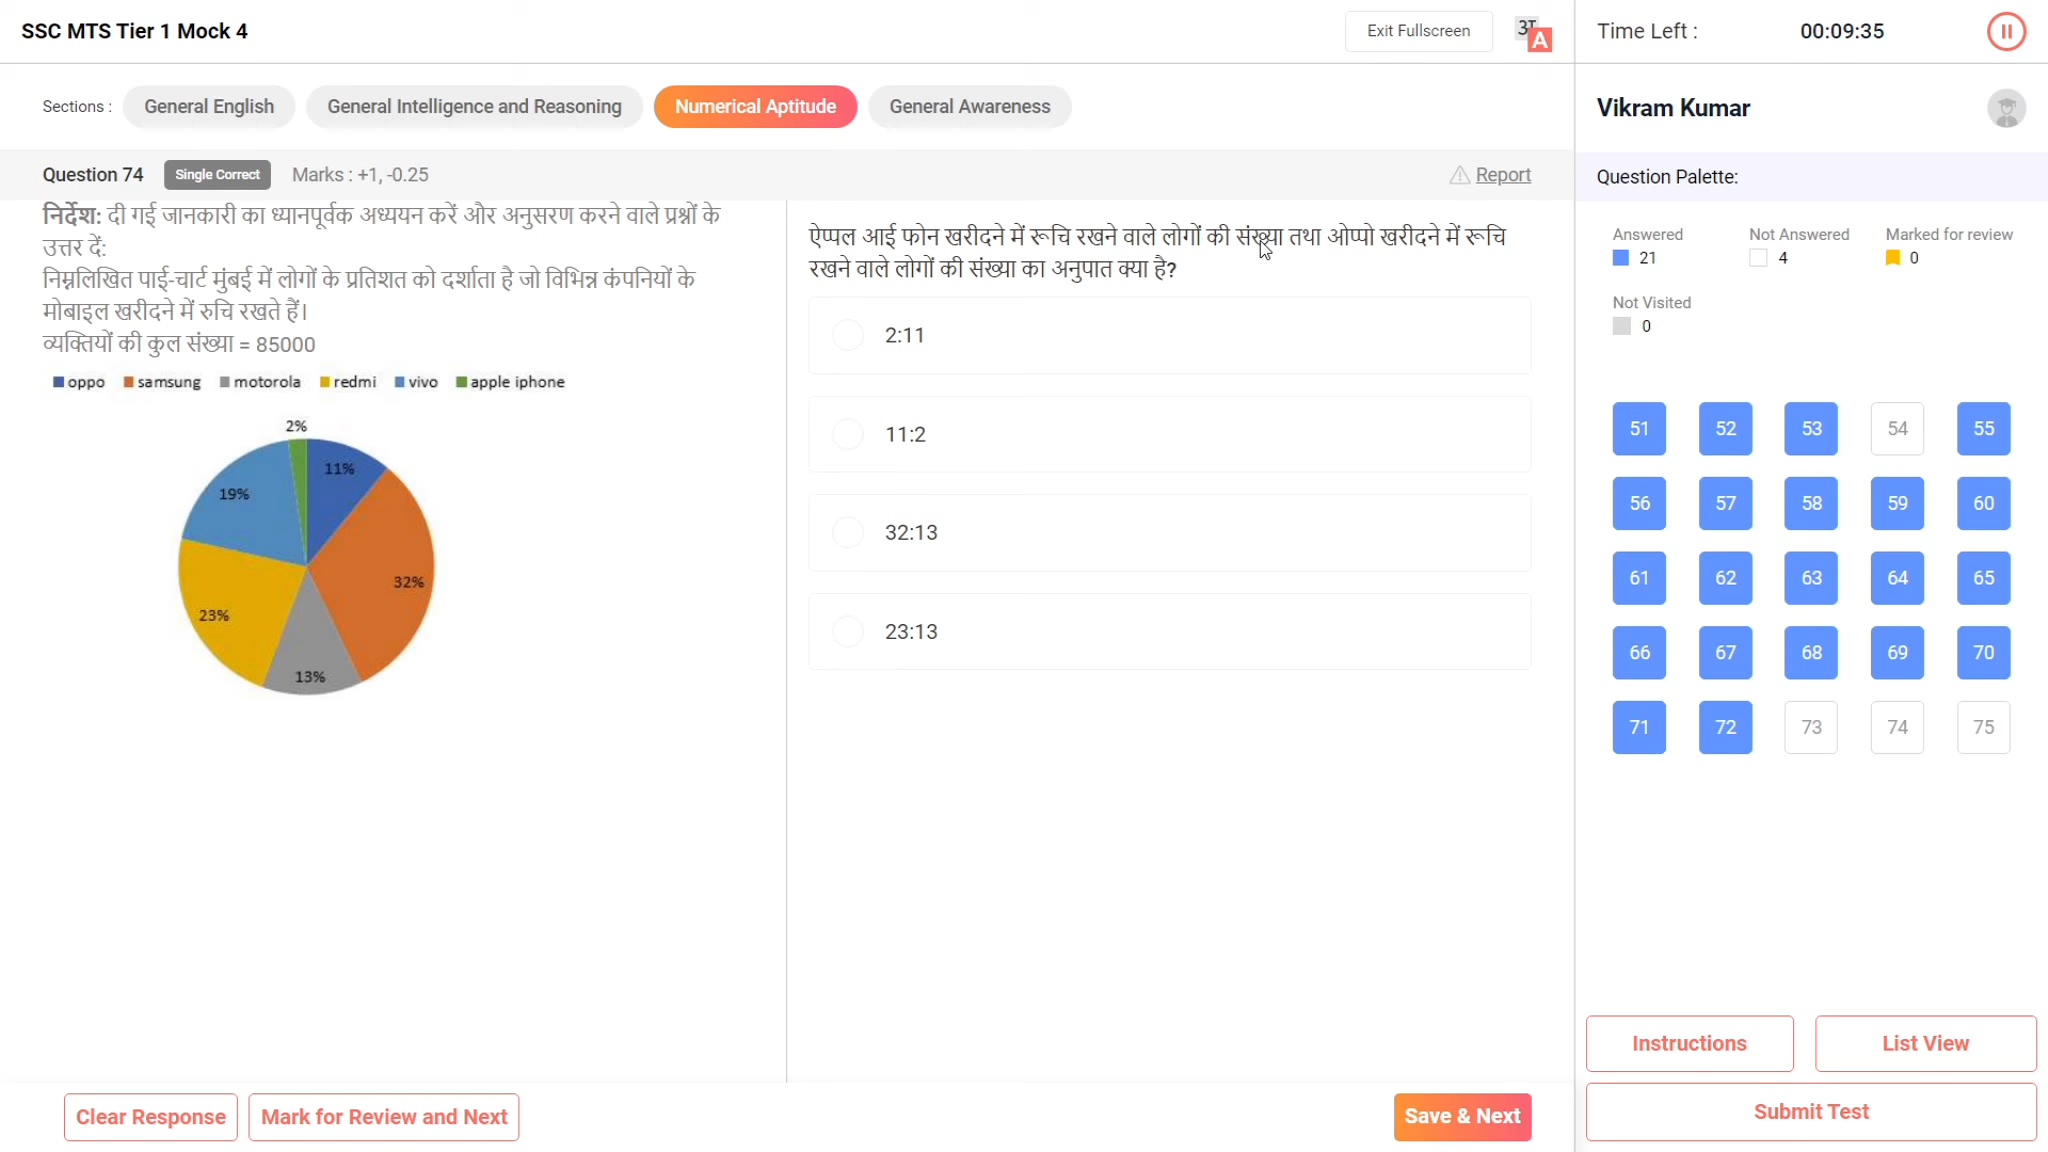 SSC MTS Tier 1 Mock 4
Exit Fullscreen
Time Left :
00:09:35
Sections :
General English
General Intelligence and Reasoning
Numerical Aptitude
General Awareness
Vikram Kumar
Question 74
Single Correct
Marks : +1, -0.25
Report
Question Palette:
निर्देश: दी गई जानकारी का ध्यानपूर्वक अध्ययन करें और अनुसरण करने वाले प्रश्नों के
उत्तर दें:
निम्नलिखित पाई-चार्ट मुंबई में लोगों के प्रतिशत को दर्शाता है जो विभिन्न कंपनियों के
मोबाइल खरीदने में रुचि रखते हैं।
व्यक्तियों की कुल संख्या = 85000
oppo samsung motorola redmi vivo apple iphone
2%
11%
19%
32%
23%
13%
ऐप्पल आई फोन खरीदने में रूचि रखने वाले लोगों की संख्या तथा ओप्पो खरीदने में रूचि
रखने वाले लोगों की संख्या का अनुपात क्या है?
2:11
11:2
32:13
23:13
Answered
21
Not Answered
4
Marked for review
0
Not Visited
0
51 52 53 54 55
56 57 58 59 60
61 62 63 64 65
66 67 68 69 70
71 72 73 74 75
Instructions
List View
Clear Response
Mark for Review and Next
Save & Next
Submit Test